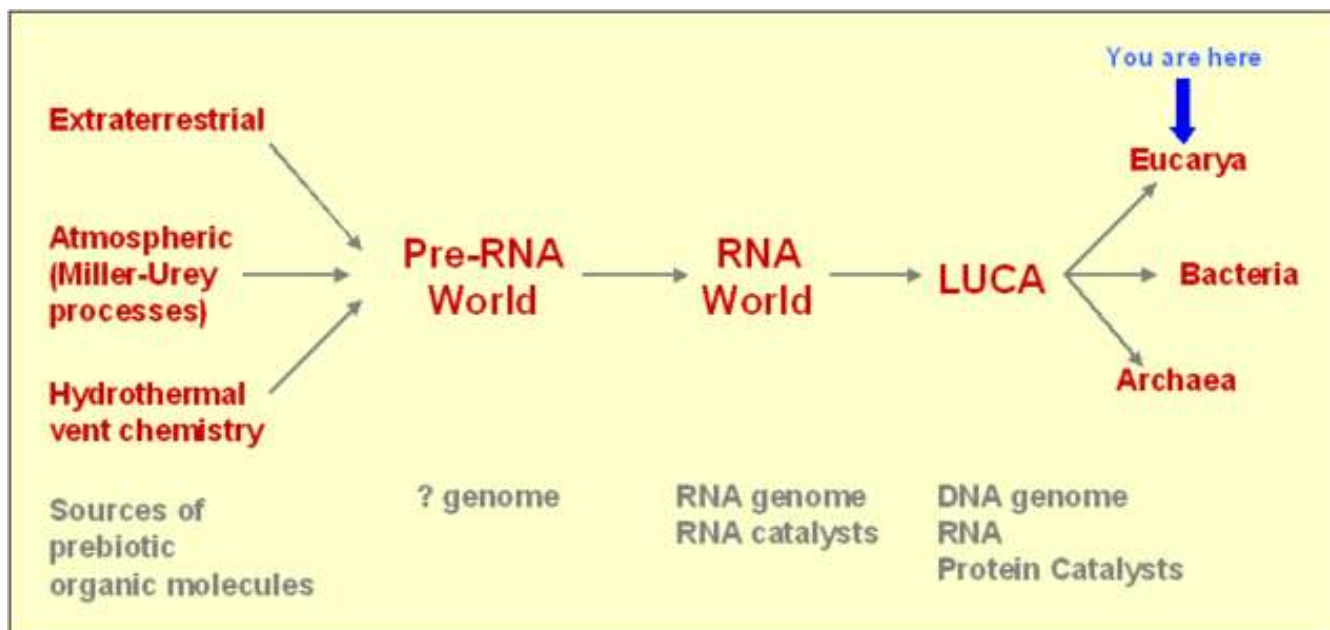 You are here
Extraterrestrial
Eucarya
Atmospheric
(Miller-Urey
processes)
Pre-RNA
World
RNA
World
LUCA
Bacteria
Archaea
Hydrothermal
vent chemistry
Sources of
prebiotic
organic molecules
? genome
RNA genome
RNA catalysts
DNA genome
RNA
Protein Catalysts